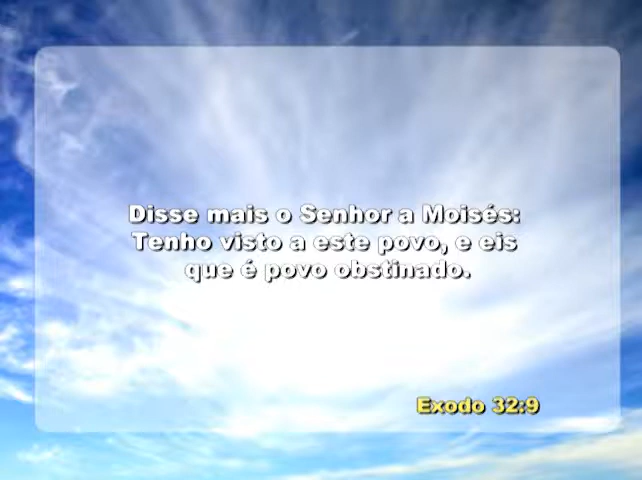 Disse mais o Senhor a Moisés:
Tenho visto a este povo, e eis
que é povo obstinado.
Exodo 32:9